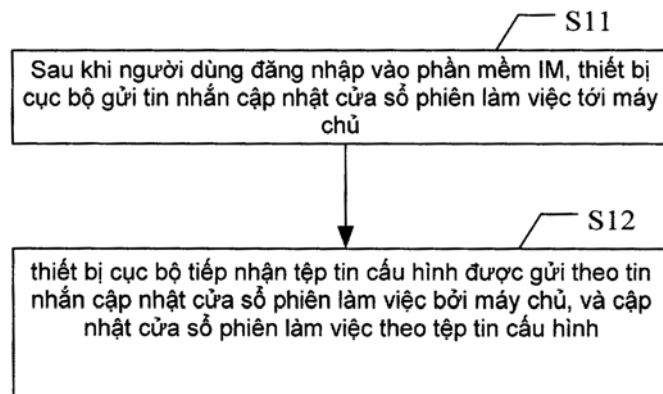 S11
Sau khi người dùng đăng nhập vào phần mềm IM, thiết bị
cục bộ gửi tin nhắn cập nhật cửa sổ phiên làm việc tới máy
chủ
S12
thiết bị cục bộ tiếp nhận tệp tin cấu hình được gửi theo tin
nhắn cập nhật cửa sổ phiên làm việc bởi máy chủ, và cập
nhật cửa sổ phiên làm việc theo tệp tin cấu hình